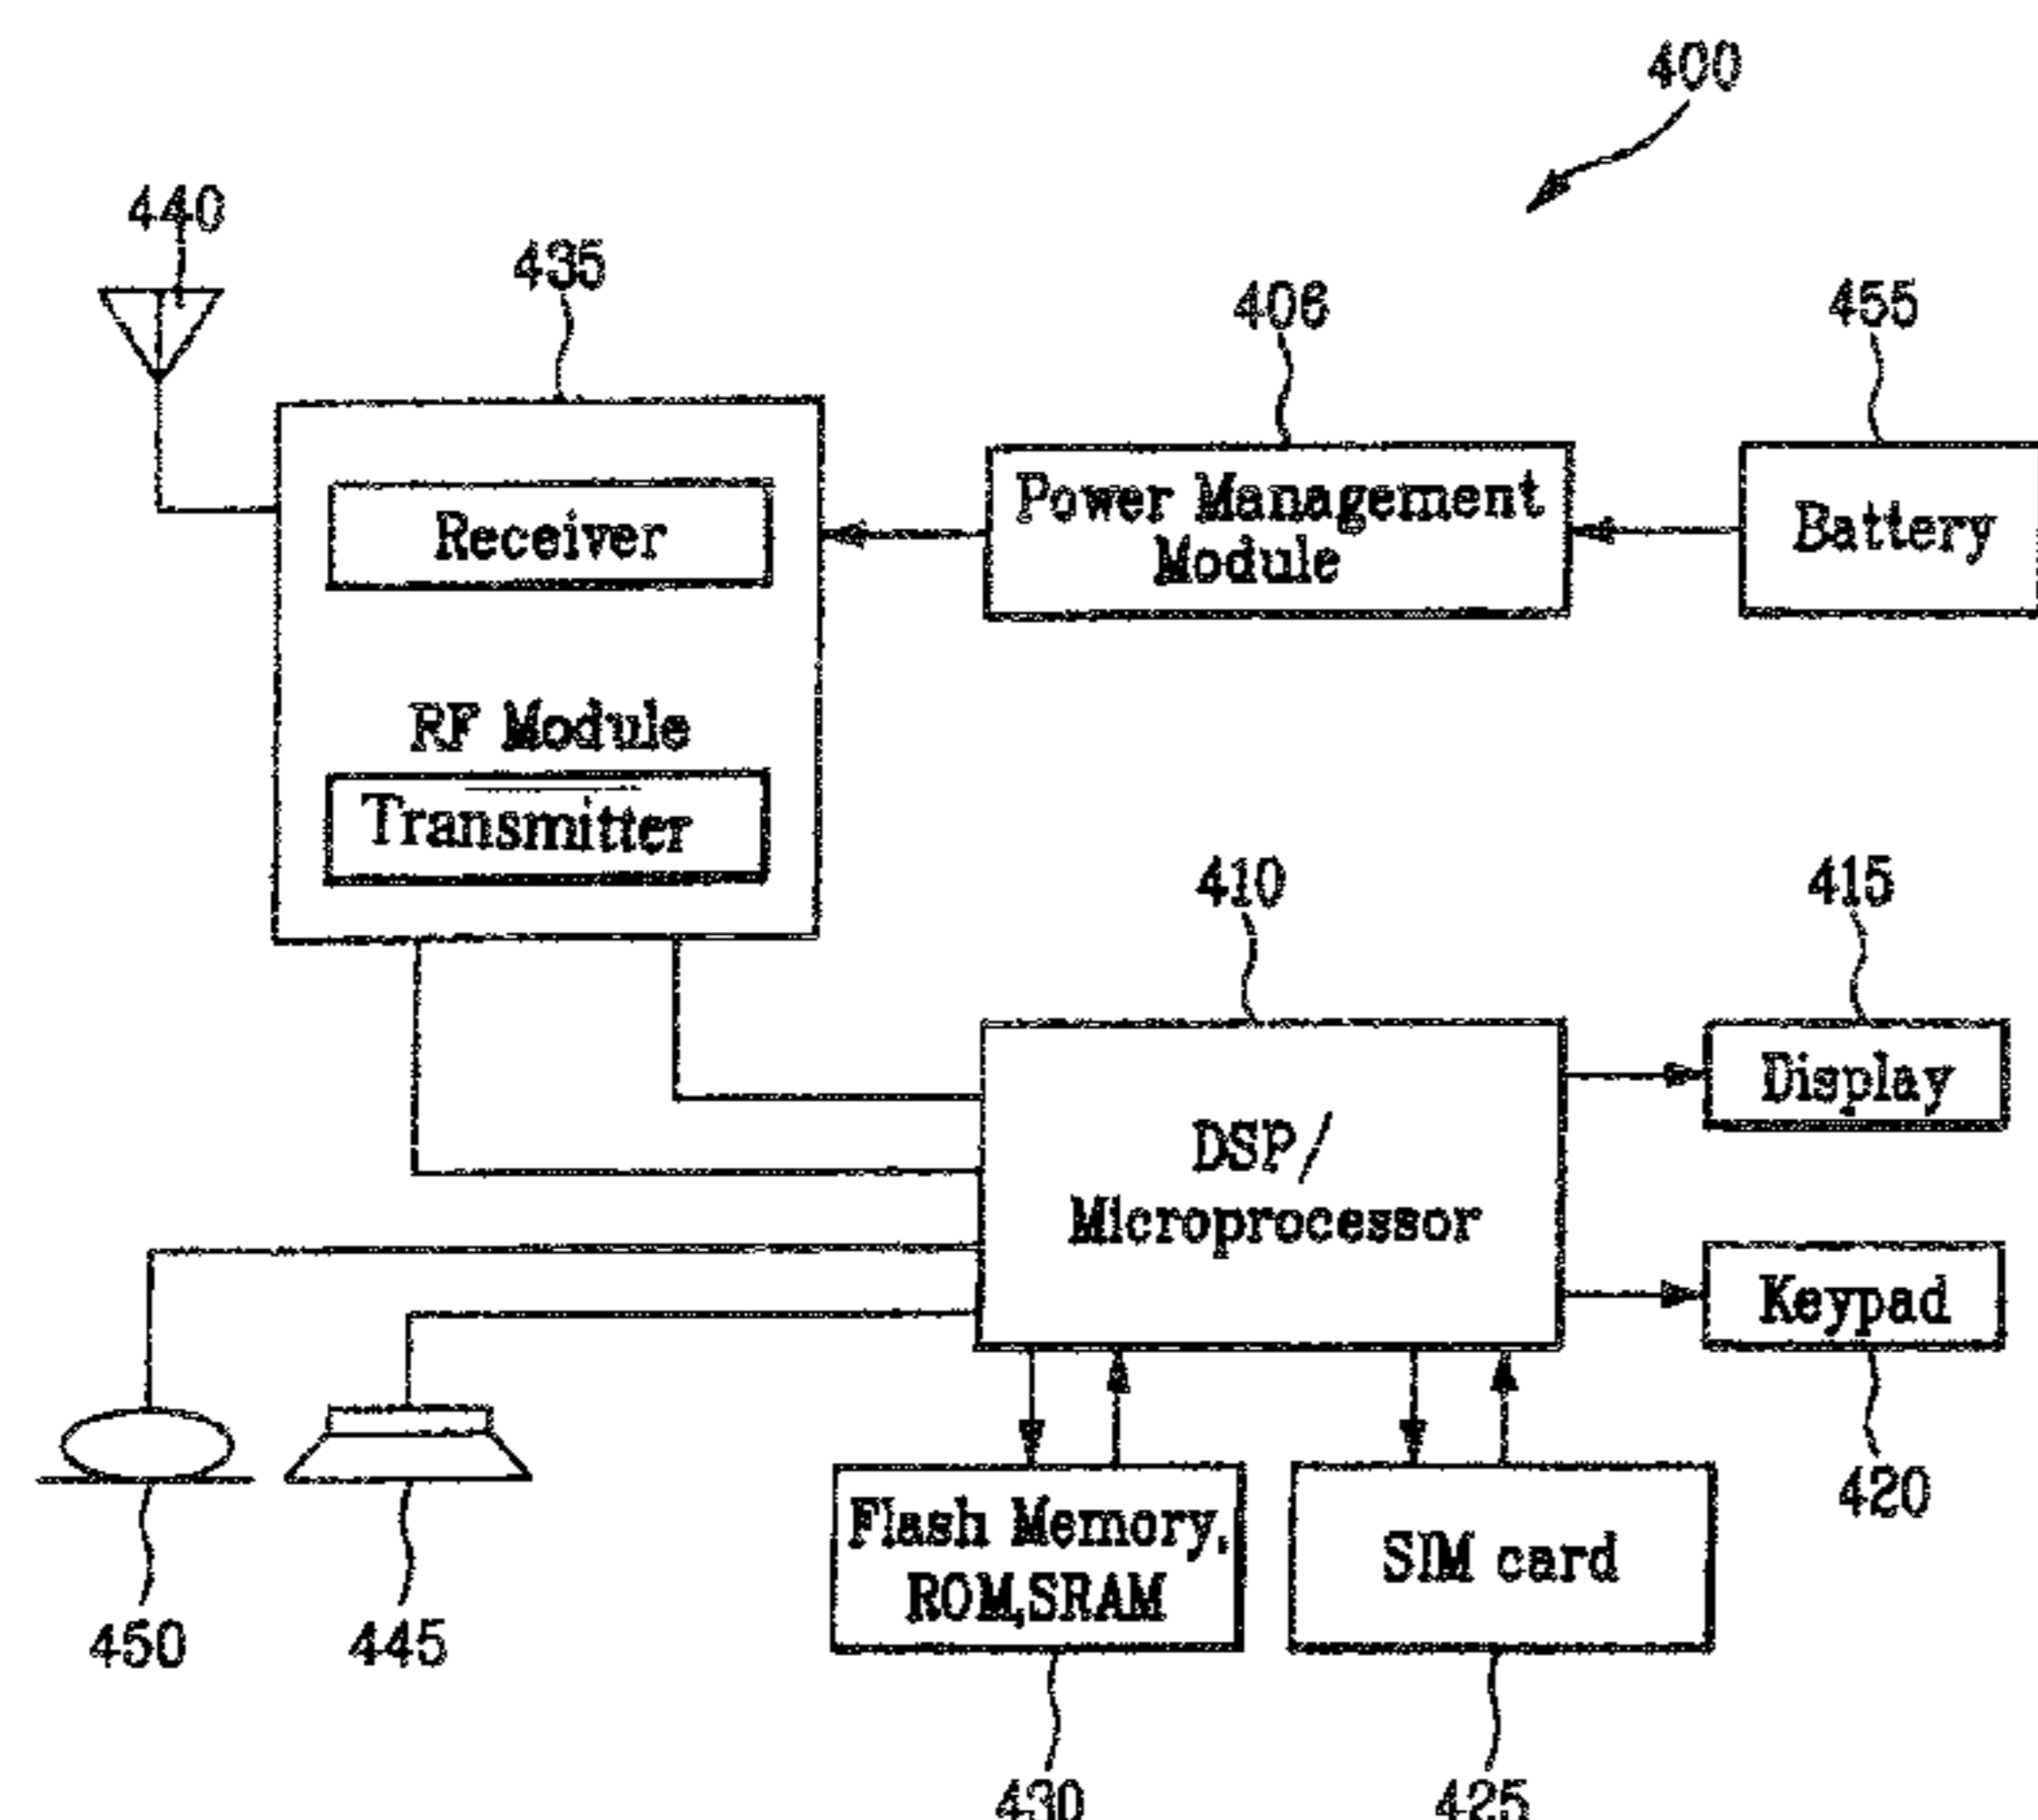 400
440
435
406
455
Receiver
Power Management
Module
Battery
RF Module
Transmitter
410
415
DSP/
Microprocessor
Display
Keypad
420
Flash Memory,
ROM,SRAM
SIM card
450
445
430
425